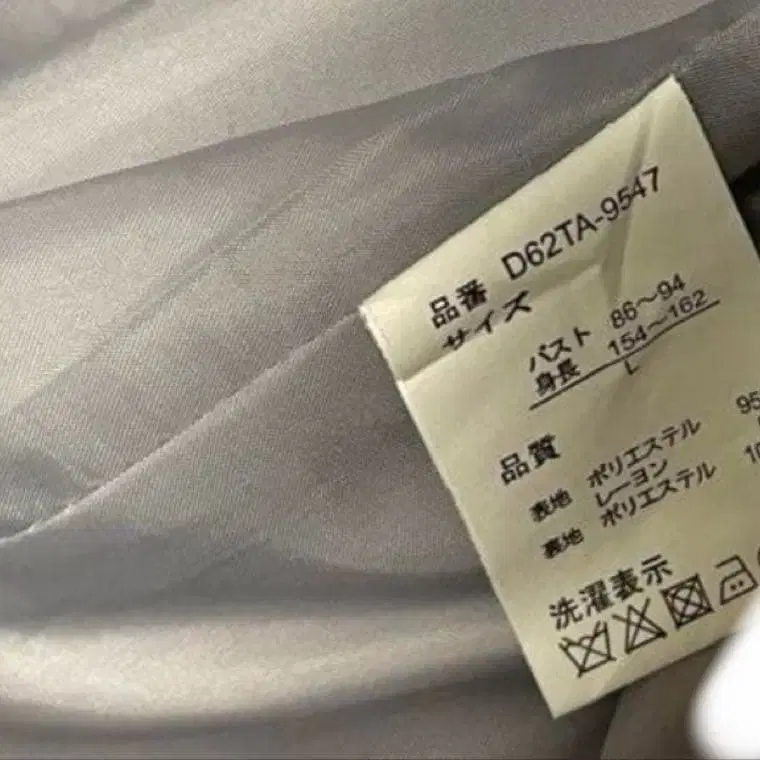 品番 D62TA-9547
サイズ
バスト 86～94
身長 154～162
L
品質
表地 ポリエステル 95
レーヨン
裏地 ポリエステル
洗濯表示